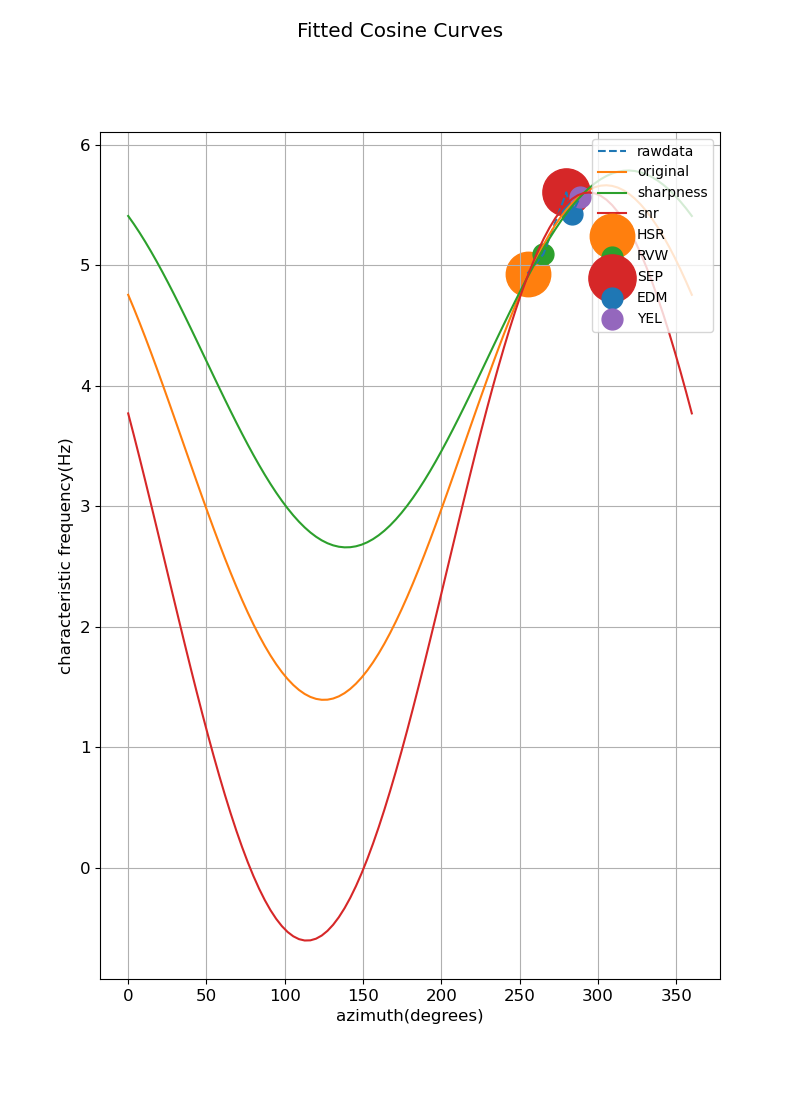 Fitted Cosine Curves
rawdata
original
sharpness
snr
HSR
RVW
SEP
EDM
YEL
6
5
4
3
2
1
0
characteristic frequency(Hz)
0 50 100 150 200 250 300 350
azimuth(degrees)